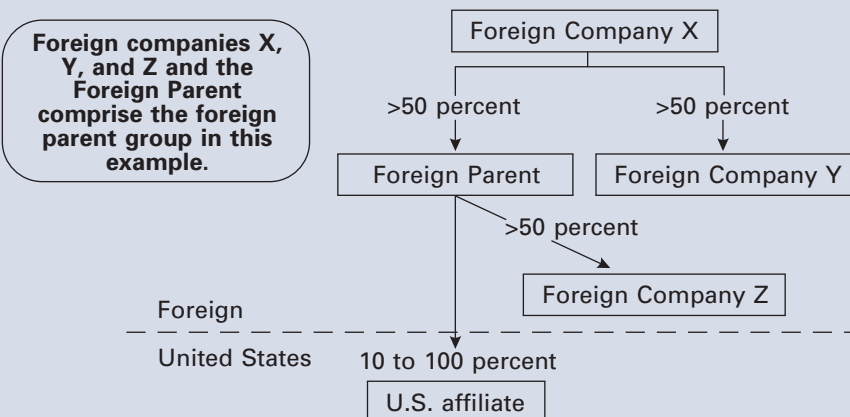 Foreign companies X,
Y, and Z and the
Foreign Parent
comprise the foreign
parent group in this
example.
Foreign Company X
>50 percent
>50 percent
Foreign Parent
Foreign Company Y
>50 percent
Foreign Company Z
Foreign
United States
10 to 100 percent
U.S. affiliate